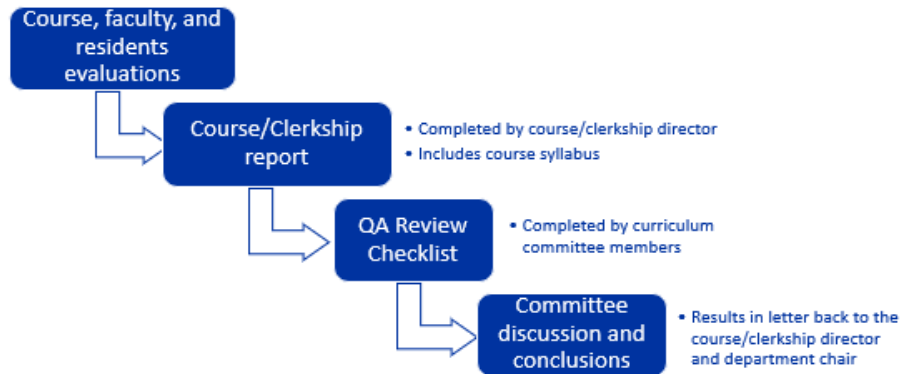 Course, faculty, and
residents
evaluations
Course/Clerkship
report
• Completed by course/clerkship director
• Includes course syllabus
QA Review
Checklist
• Completed by curriculum
committee members
Committee
discussion and
conclusions
• Results in letter back to the
course/clerkship director
and department chair